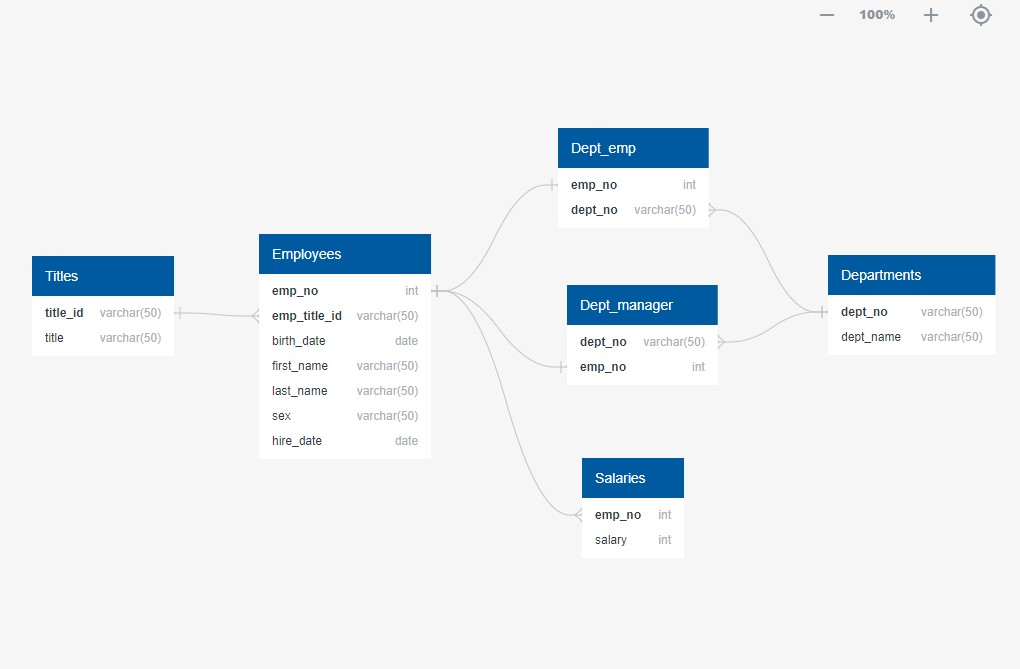 100%
Titles
title_id varchar(50)
title varchar(50)
Employees
emp_no int
emp_title_id varchar(50)
birth_date date
first_name varchar(50)
last_name varchar(50)
sex varchar(50)
hire_date date
Dept_emp
emp_no int
dept_no varchar(50)
Dept_manager
dept_no varchar(50)
emp_no int
Salaries
emp_no int
salary int
Departments
dept_no varchar(50)
dept_name varchar(50)